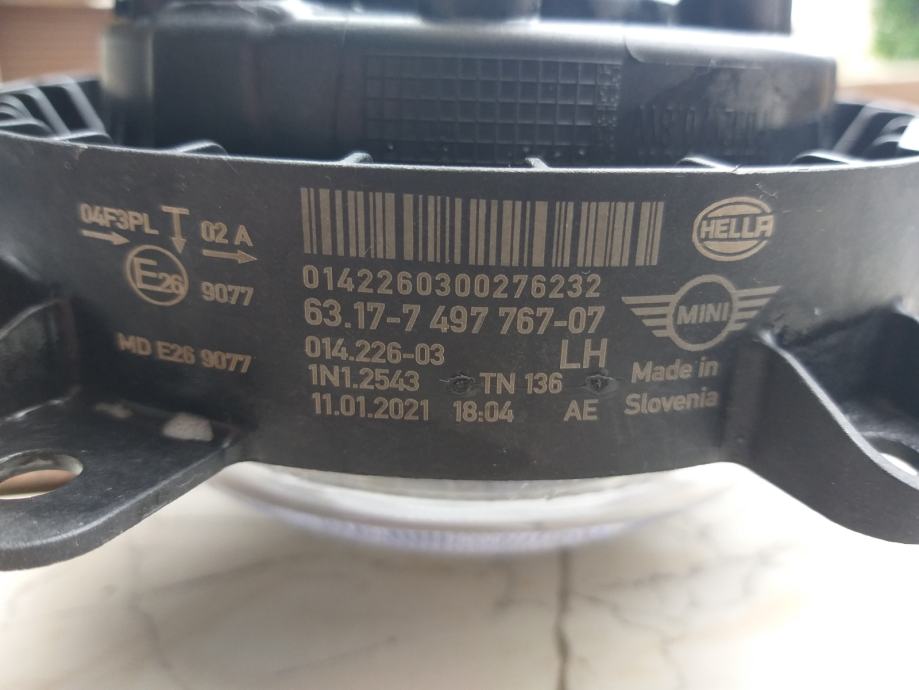 04F3PL T 02 A
E26 9077
MD E26 9077
0142260300276232
63.17-7 497 767-07
014.226-03 LH
1N1.2543 TN 136
11.01.2021 18:04 AE
HELLA
MINI
Made in
Slovenia